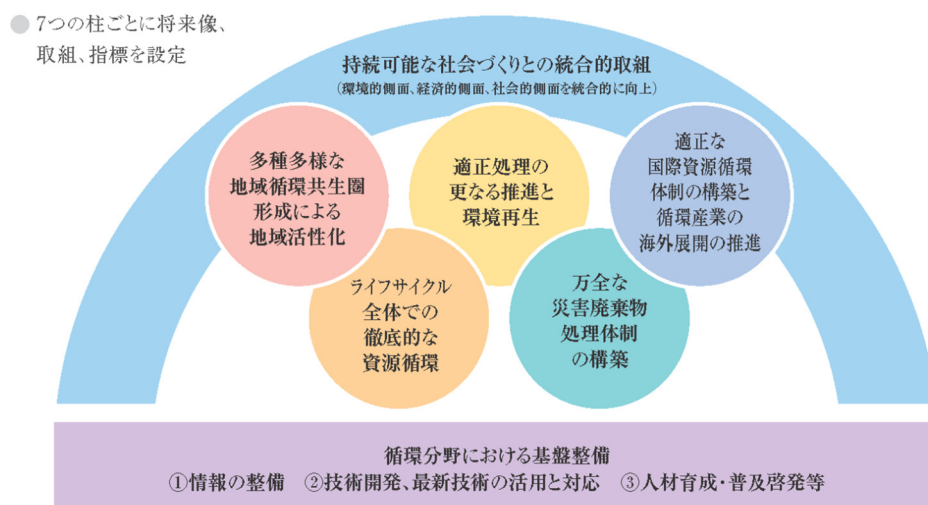 ● 7つの柱ごとに将来像、
取組、指標を設定
持続可能な社会づくりとの統合的取組
(環境的側面、経済的側面、社会的側面を統合的に向上)
多種多様な
地域循環共生圏
形成による
地域活性化
適正処理の
更なる推進と
環境再生
適正な
国際資源循環
体制の構築と
循環産業の
海外展開の推進
ライフサイクル
全体での
徹底的な
資源循環
万全な
災害廃棄物
処理体制
の構築
循環分野における基盤整備
①情報の整備 ②技術開発、最新技術の活用と対応 ③人材育成・普及啓発等